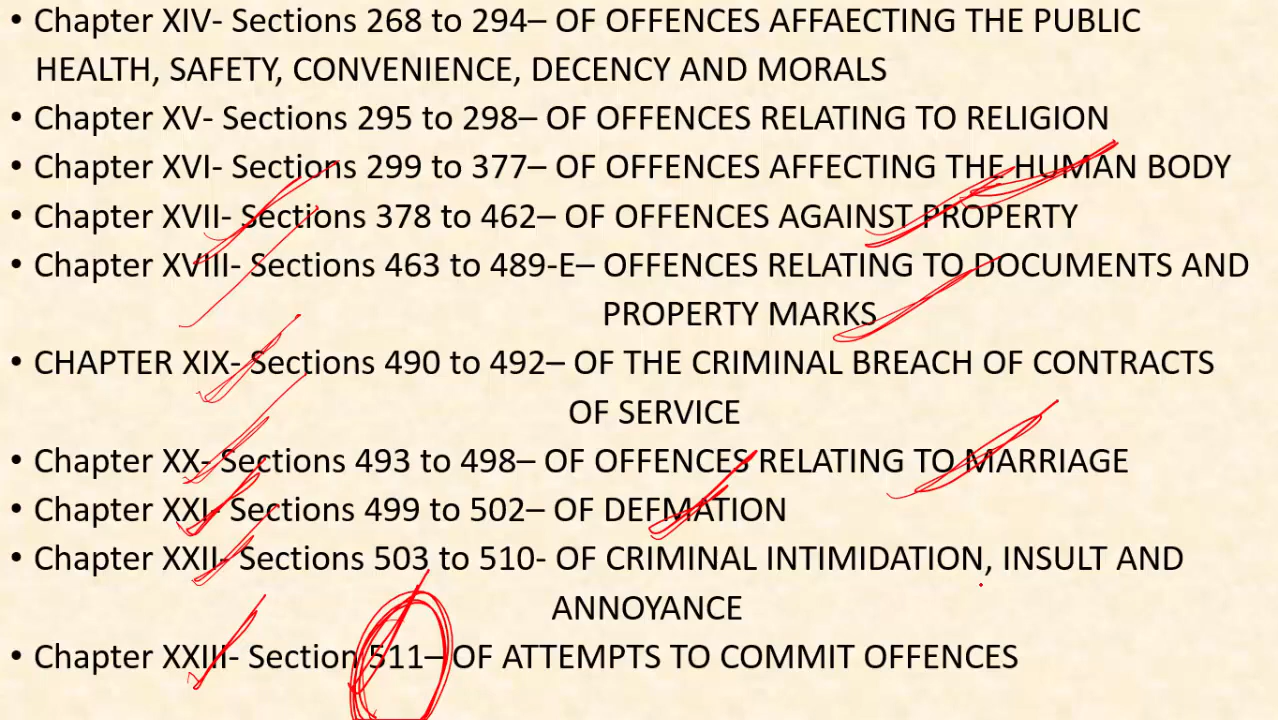 • Chapter XIV- Sections 268 to 294– OF OFFENCES AFFAECTING THE PUBLIC
HEALTH, SAFETY, CONVENIENCE, DECENCY AND MORALS
• Chapter XV- Sections 295 to 298– OF OFFENCES RELATING TO RELIGION
• Chapter XVI- Sections 299 to 377– OF OFFENCES AFFECTING THE HUMAN BODY
• Chapter XVII- Sections 378 to 462– OF OFFENCES AGAINST PROPERTY
• Chapter XVIII- Sections 463 to 489-E– OFFENCES RELATING TO DOCUMENTS AND
PROPERTY MARKS
• CHAPTER XIX- Sections 490 to 492– OF THE CRIMINAL BREACH OF CONTRACTS
OF SERVICE
• Chapter XX- Sections 493 to 498– OF OFFENCES RELATING TO MARRIAGE
• Chapter XXI- Sections 499 to 502– OF DEFMATION
• Chapter XXII- Sections 503 to 510- OF CRIMINAL INTIMIDATION, INSULT AND
ANNOYANCE
• Chapter XXIII- Section 511– OF ATTEMPTS TO COMMIT OFFENCES